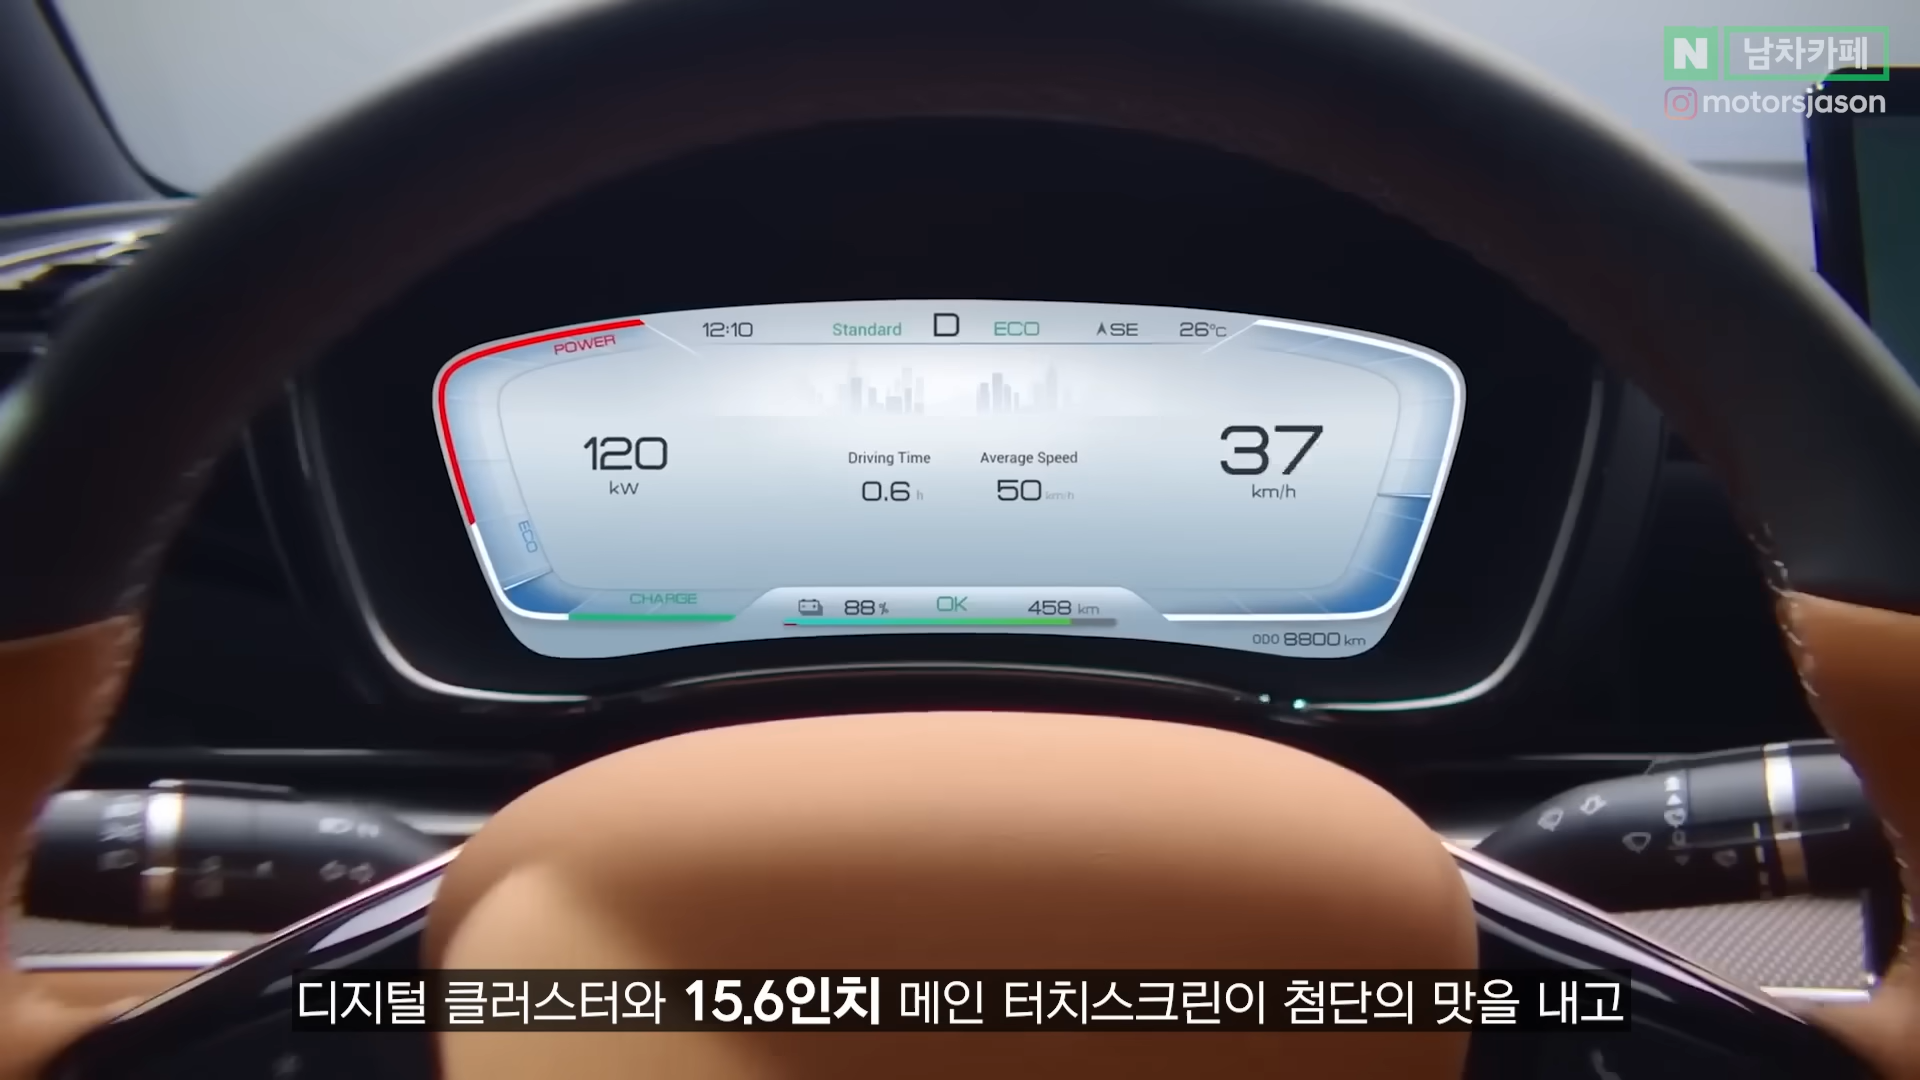 N 남차카페
motorsjason
12:10 Standard D ECO SE 26°C
POWER
120
kW
Driving Time
0.6 h
Average Speed
50 km/h
37
km/h
ECO
CHARGE
88% OK 458 km
ODO 8800 km
디지털 클러스터와 15.6인치 메인 터치스크린이 첨단의 맛을 내고